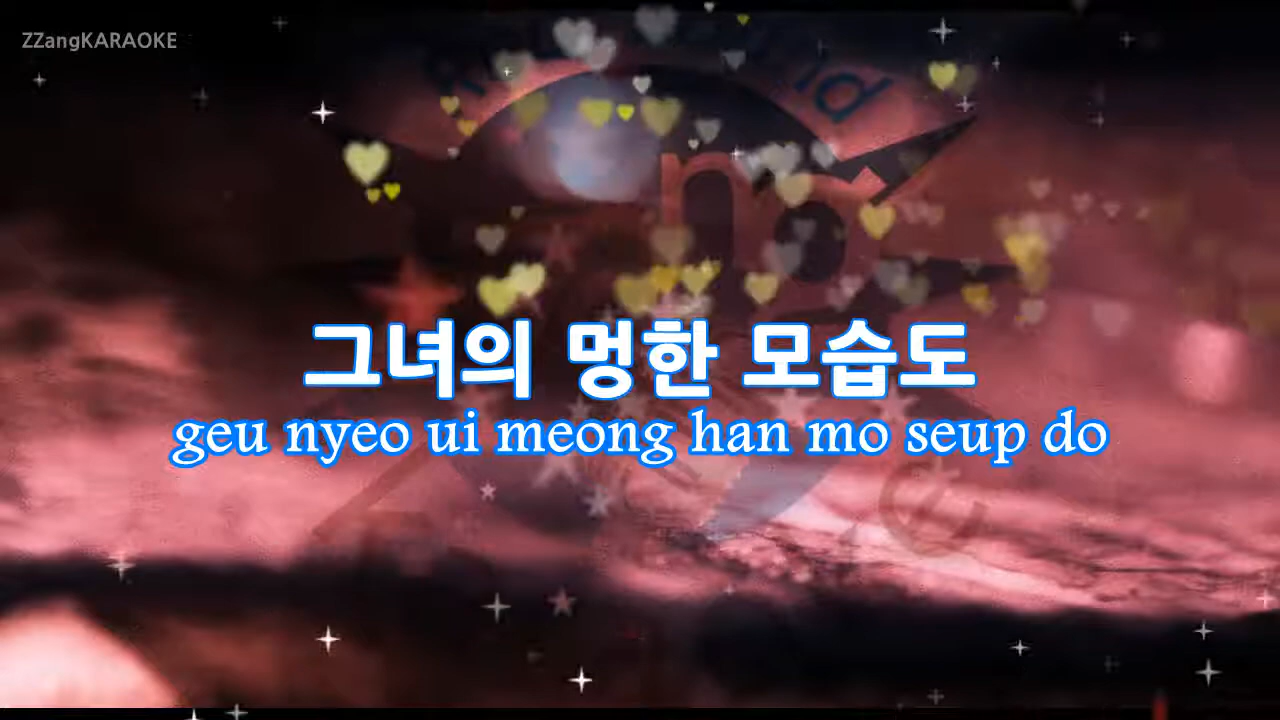 ZZangKARAOKE
그녀의 멍한 모습도
geu nyeo ui meong han mo seup do